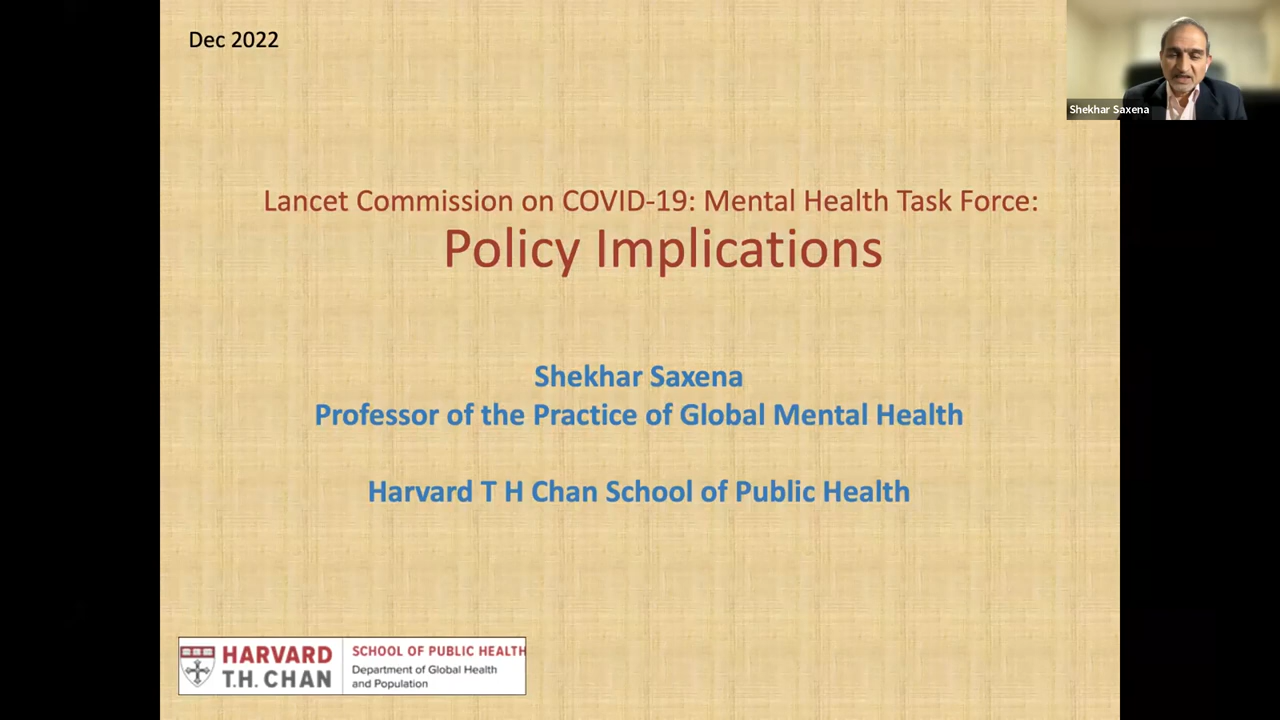 Dec 2022
Shekhar Saxena
Lancet Commission on COVID-19: Mental Health Task Force:
Policy Implications
Shekhar Saxena
Professor of the Practice of Global Mental Health
Harvard T H Chan School of Public Health
HARVARD
T.H. CHAN
SCHOOL OF PUBLIC HEALTH
Department of Global Health
and Population